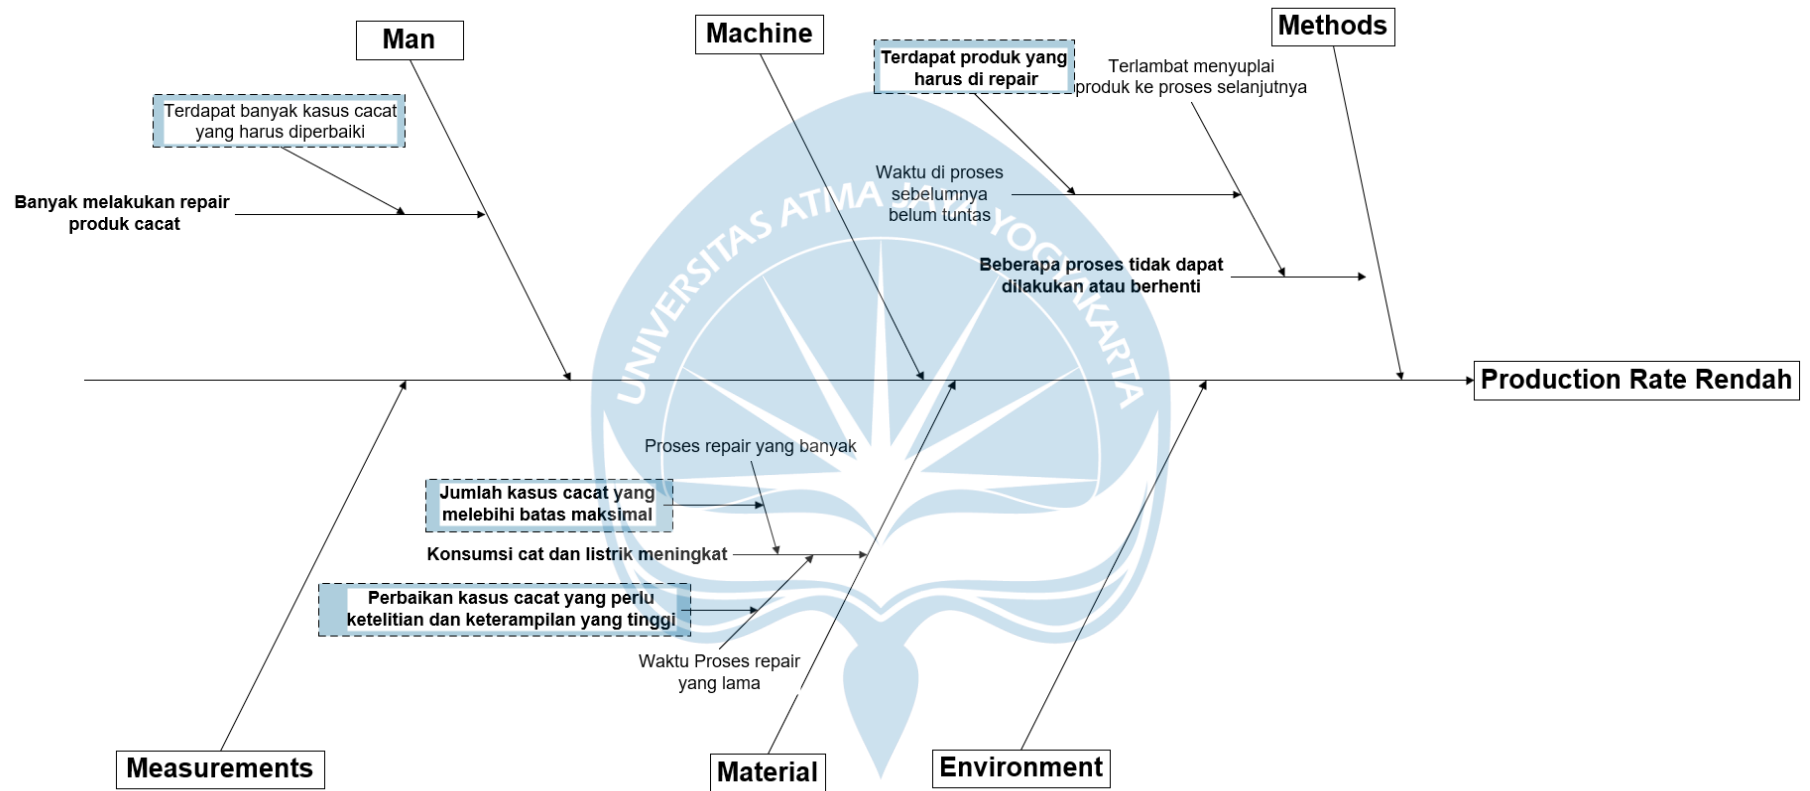 Man
Machine
Methods
Terdapat produk yang
harus di repair
Terlambat menyuplai
produk ke proses selanjutnya
Terdapat banyak kasus cacat
yang harus diperbaiki
Waktu di proses
sebelumnya
belum tuntas
Banyak melakukan repair
produk cacat
Beberapa proses tidak dapat
dilakukan atau berhenti
UNIVERSITAS ATMA JAYA YOGYAKARTA
Production Rate Rendah
Proses repair yang banyak
Jumlah kasus cacat yang
melebihi batas maksimal
Konsumsi cat dan listrik meningkat
Perbaikan kasus cacat yang perlu
ketelitian dan keterampilan yang tinggi
Waktu Proses repair
yang lama
Measurements
Material
Environment